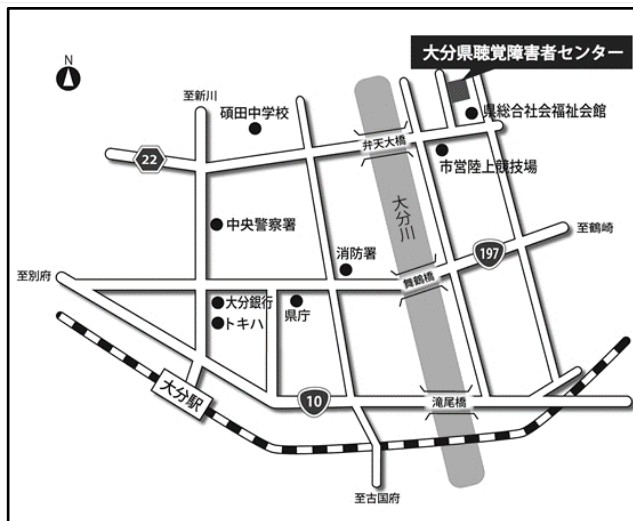 N
大分県聴覚障害者センター
至新川
碩田中学校
県総合社会福祉会館
弁天大橋
22
市営陸上競技場
大分川
中央警察署
至鶴崎
消防署
197
至別府
舞鶴橋
大分銀行
県庁
トキハ
大分駅
10
滝尾橋
至古国府